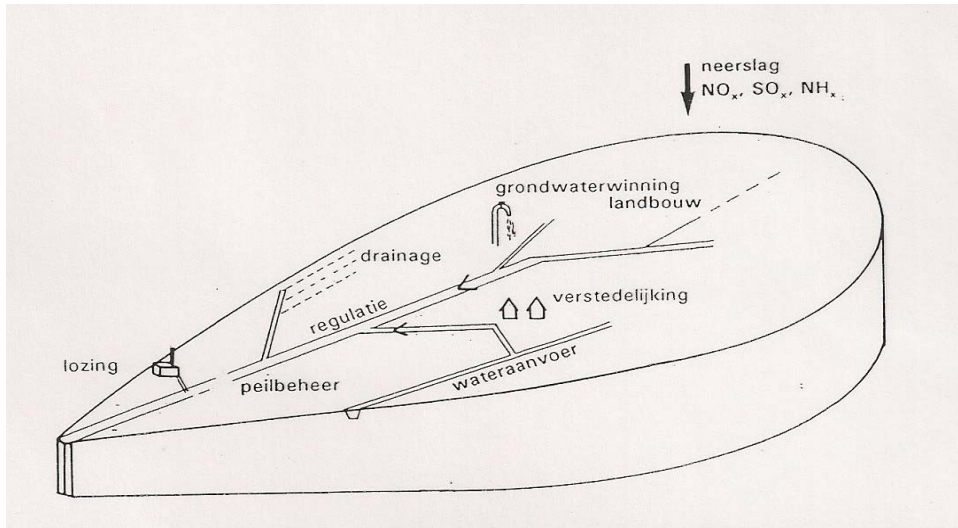 neerslag
NOₓ, SOₓ, NHₓ
grondwaterwinning
landbouw
drainage
verstedelijking
regulatie
lozing
wateraanvoer
peilbeheer